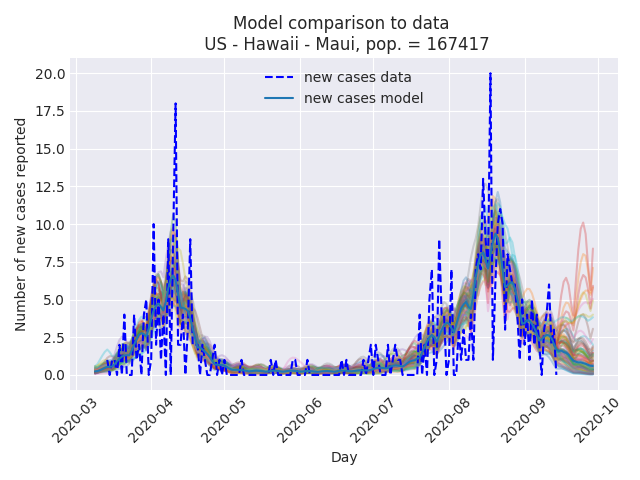 Model comparison to data
US - Hawaii - Maui, pop. = 167417
new cases data
new cases model
Number of new cases reported
20.0
17.5
15.0
12.5
10.0
7.5
5.0
2.5
0.0
2020-03
2020-04
2020-05
2020-06
2020-07
2020-08
2020-09
2020-10
Day